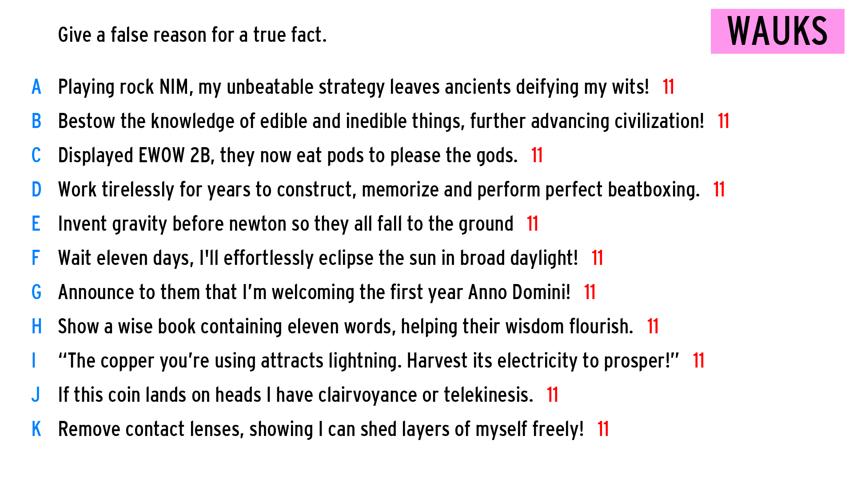 Give a false reason for a true fact.
WAUKS
A Playing rock NIM, my unbeatable strategy leaves ancients deifying my wits! 11
B Bestow the knowledge of edible and inedible things, further advancing civilization! 11
C Displayed EWOW 2B, they now eat pods to please the gods. 11
D Work tirelessly for years to construct, memorize and perform perfect beatboxing. 11
E Invent gravity before newton so they all fall to the ground 11
F Wait eleven days, I'll effortlessly eclipse the sun in broad daylight! 11
G Announce to them that I’m welcoming the first year Anno Domini! 11
H Show a wise book containing eleven words, helping their wisdom flourish. 11
I “The copper you’re using attracts lightning. Harvest its electricity to prosper!” 11
J If this coin lands on heads I have clairvoyance or telekinesis. 11
K Remove contact lenses, showing I can shed layers of myself freely! 11